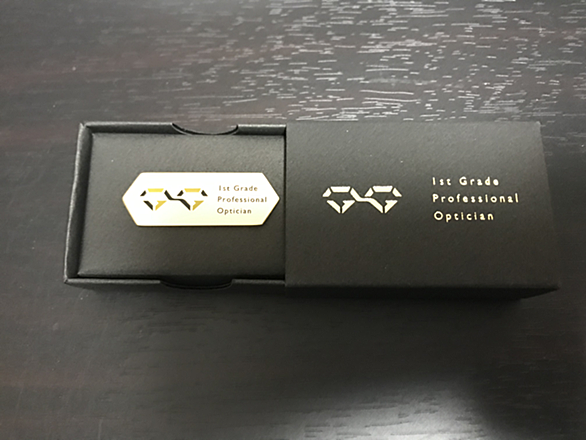 1st Grade
Professional
Optician
1st Grade
Professional
Optician